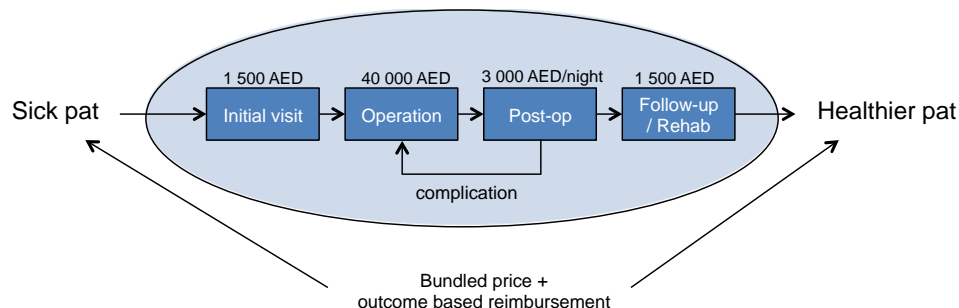 1 500 AED
40 000 AED
3 000 AED/night
1 500 AED
Sick pat
Initial visit
Operation
Post-op
Follow-up
/ Rehab
Healthier pat
complication
Bundled price +
outcome based reimbursement